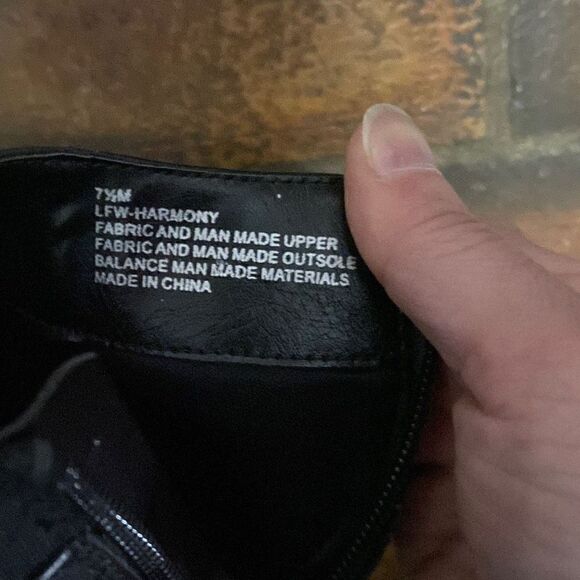 7½M
LFW-HARMONY
FABRIC AND MAN MADE UPPER
FABRIC AND MAN MADE OUTSOLE
BALANCE MAN MADE MATERIALS
MADE IN CHINA